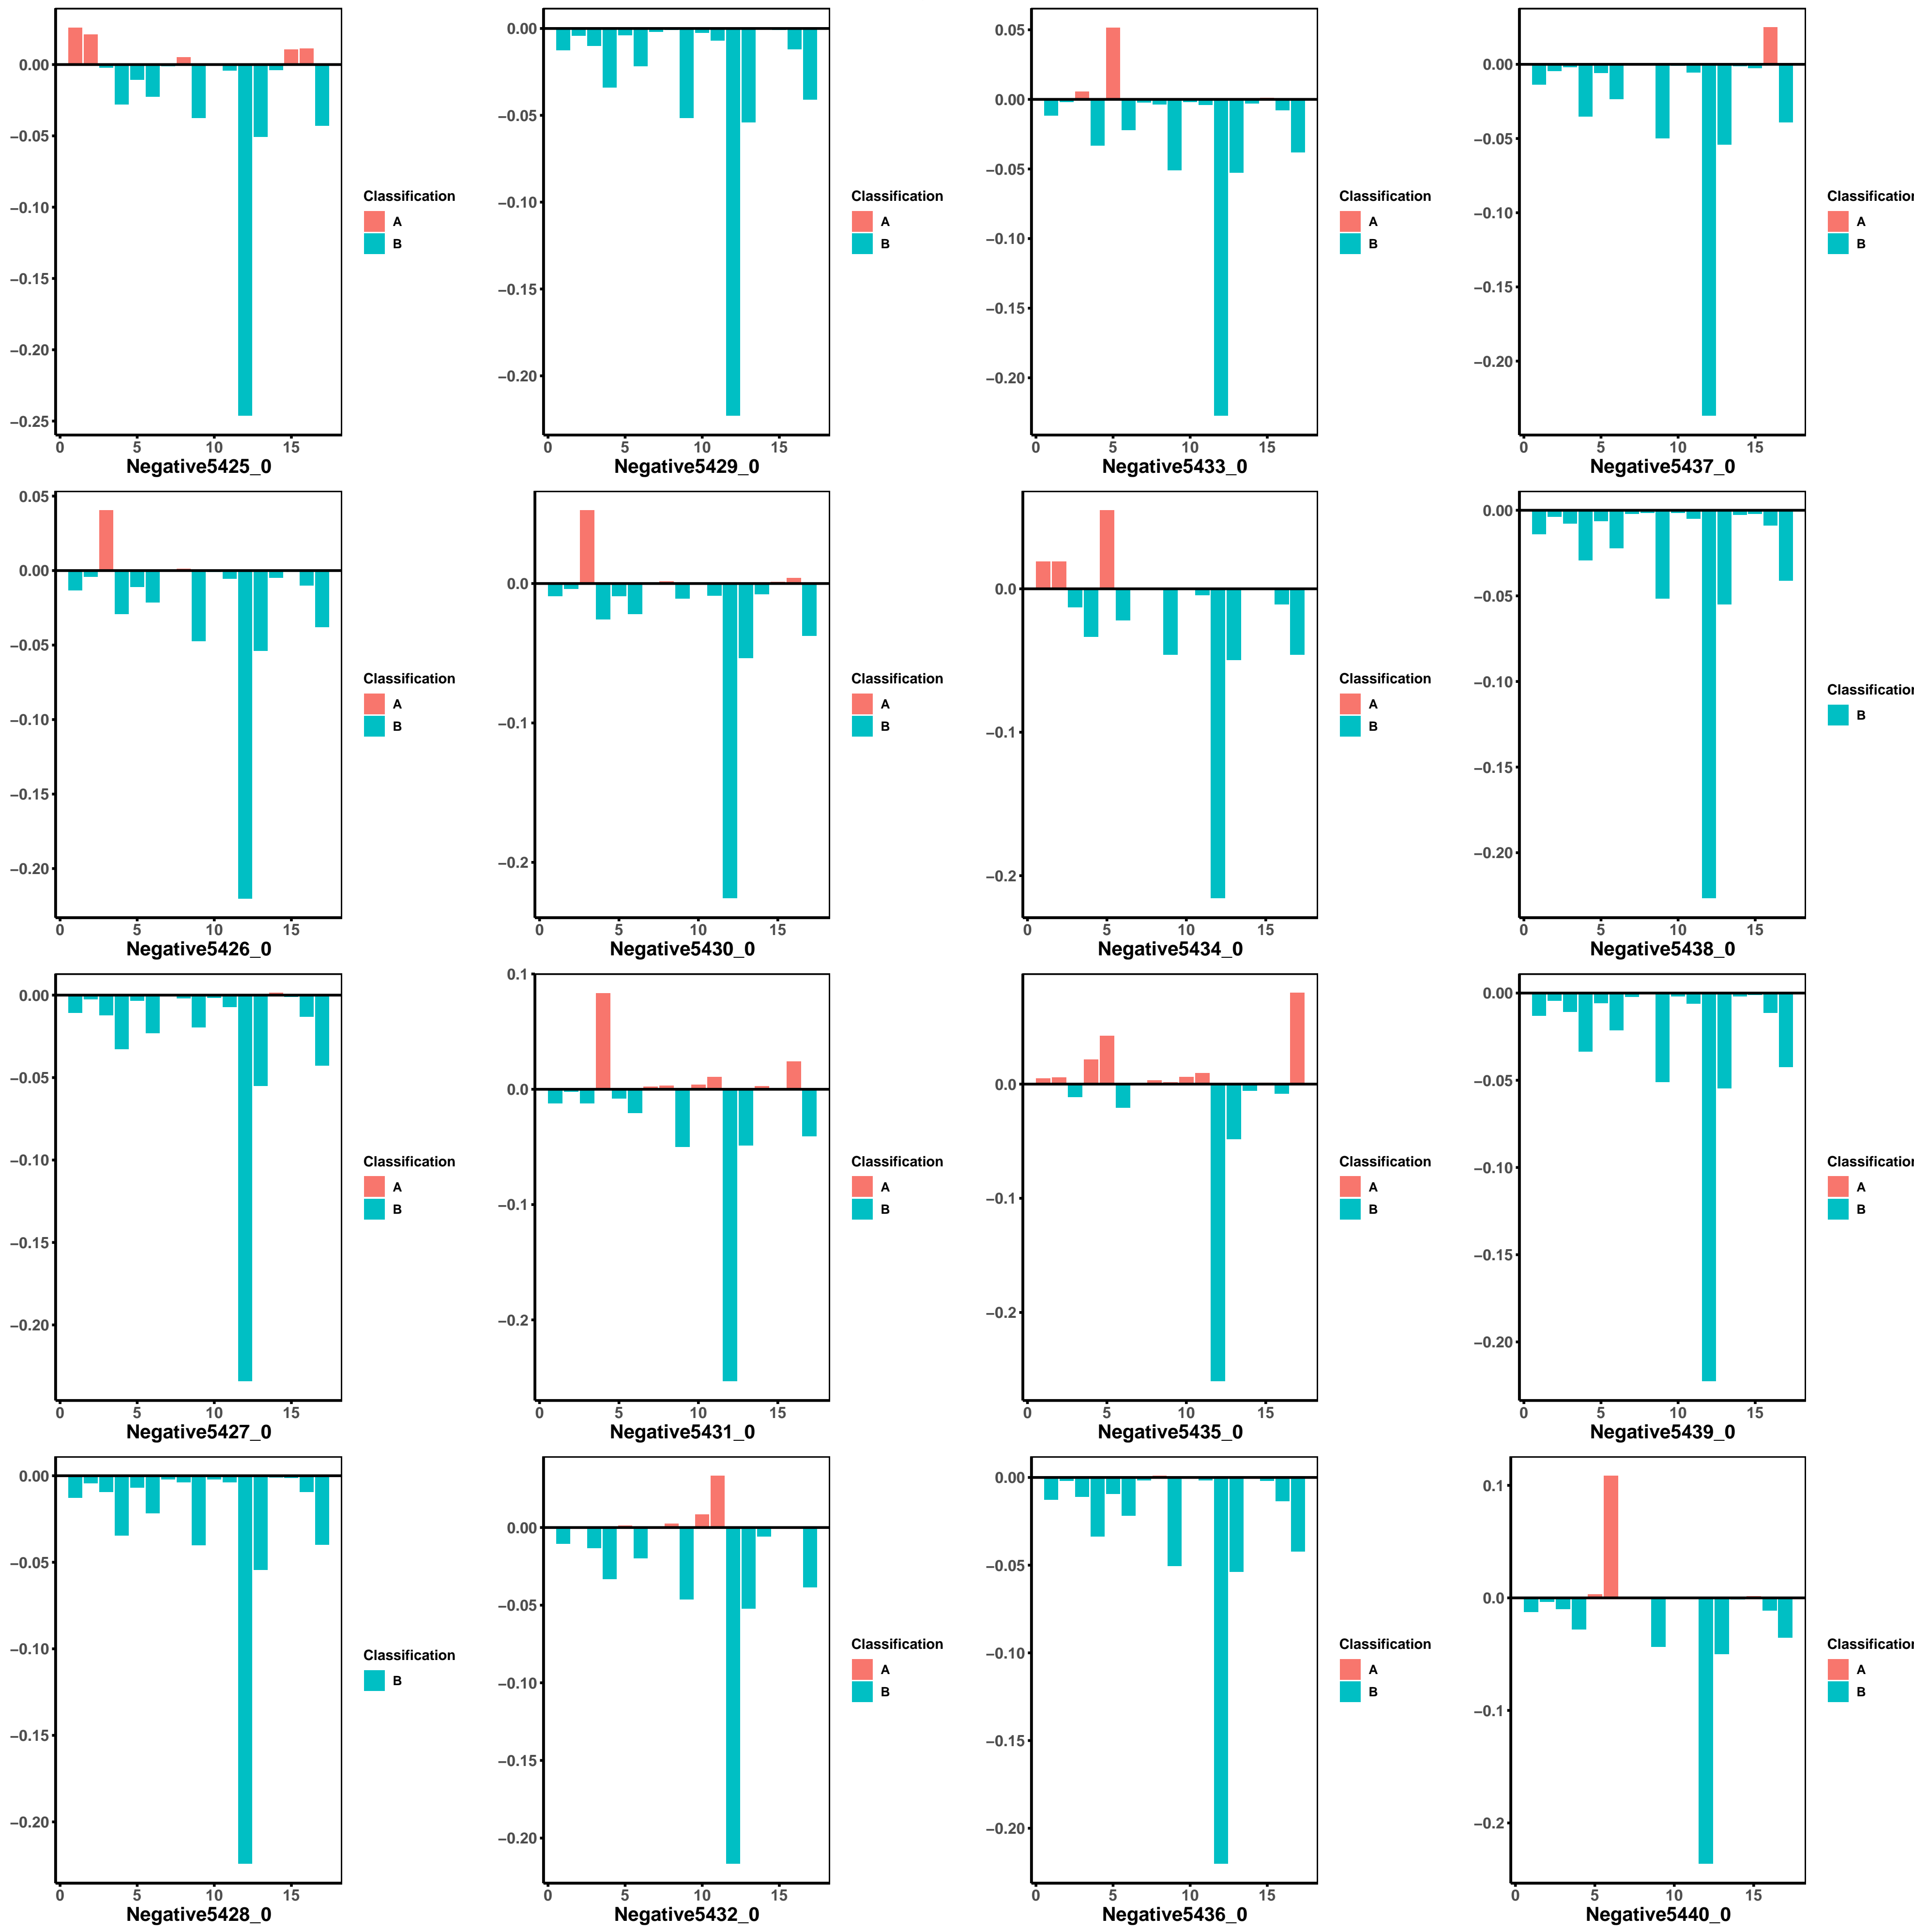 0.00
−0.05
−0.10
−0.15
−0.20
−0.25
0 5 10 15
Negative5425_0
Classification
A
B
0.00
−0.05
−0.10
−0.15
−0.20
0 5 10 15
Negative5429_0
Classification
A
B
0.05
0.00
−0.05
−0.10
−0.15
−0.20
0 5 10 15
Negative5433_0
Classification
A
B
0.00
−0.05
−0.10
−0.15
−0.20
0 5 10 15
Negative5437_0
Classificatior
A
B
0.05
0.00
−0.05
−0.10
−0.15
−0.20
0 5 10 15
Negative5426_0
Classification
A
B
0.0
−0.1
−0.2
0 5 10 15
Negative5430_0
Classification
A
B
0.0
−0.1
−0.2
0 5 10 15
Negative5434_0
Classification
A
B
0.00
−0.05
−0.10
−0.15
−0.20
0 5 10 15
Negative5438_0
Classificatior
B
0.00
−0.05
−0.10
−0.15
−0.20
0 5 10 15
Negative5427_0
Classification
A
B
0.1
0.0
−0.1
−0.2
0 5 10 15
Negative5431_0
Classification
A
B
0.0
−0.1
−0.2
0 5 10 15
Negative5435_0
Classification
A
B
0.00
−0.05
−0.10
−0.15
−0.20
0 5 10 15
Negative5439_0
Classificatior
A
B
0.00
−0.05
−0.10
−0.15
−0.20
0 5 10 15
Negative5428_0
Classification
B
0.00
−0.05
−0.10
−0.15
−0.20
0 5 10 15
Negative5432_0
Classification
A
B
0.00
−0.05
−0.10
−0.15
−0.20
0 5 10 15
Negative5436_0
Classification
A
B
0.1
0.0
−0.1
−0.2
0 5 10 15
Negative5440_0
Classificatior
A
B